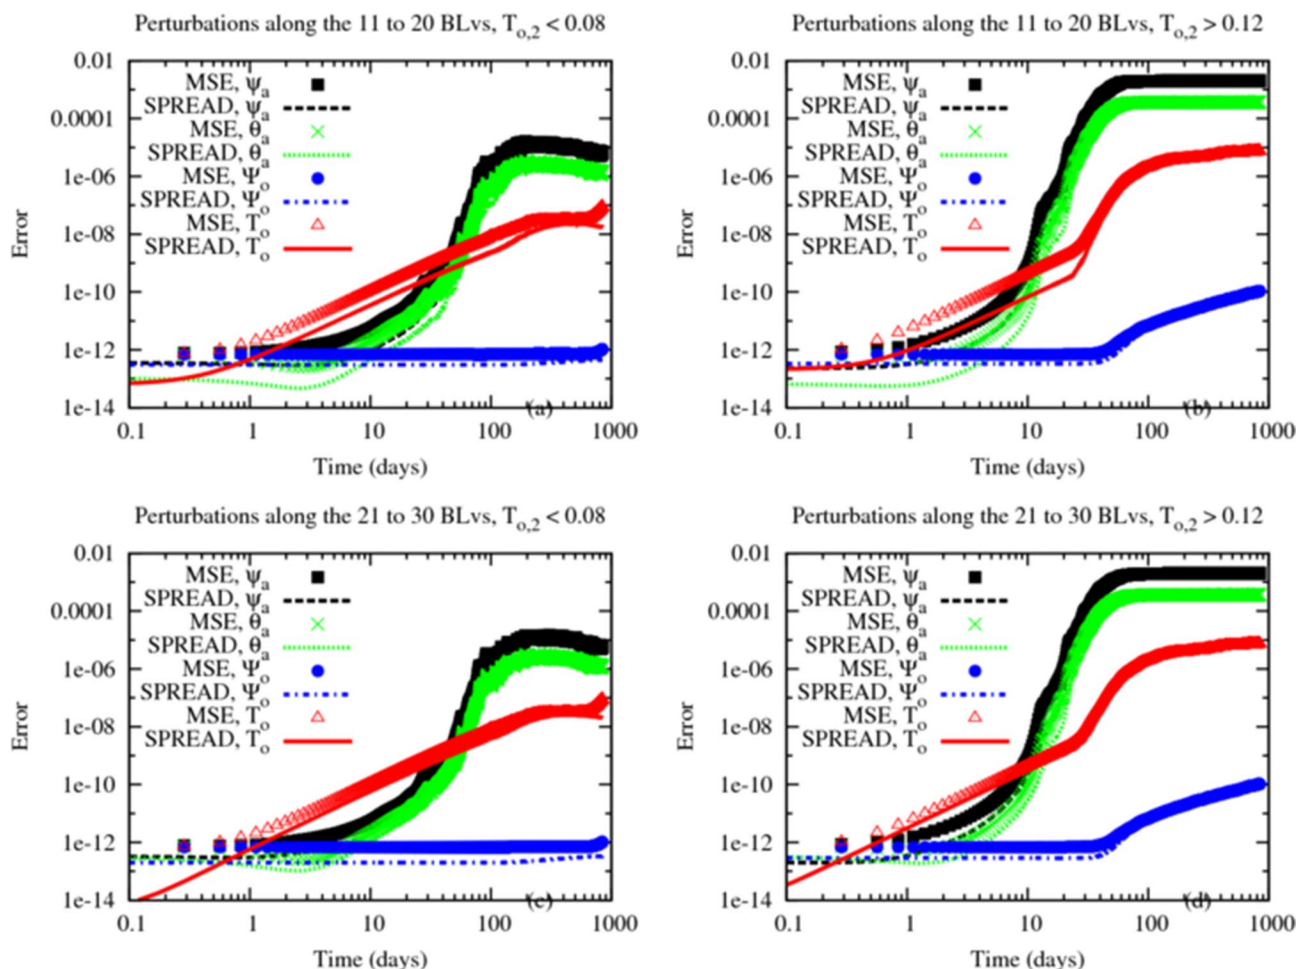 Perturbations along the 11 to 20 BLvs, T_o,2 < 0.08
0.01
0.0001
1e-06
1e-08
1e-10
1e-12
1e-14
Error
MSE, ψ_a
SPREAD, ψ_a
MSE, θ_a
SPREAD, θ_a
MSE, Ψ_o
SPREAD, Ψ_o
MSE, T_o
SPREAD, T_o
(a)
0.1 1 10 100 1000
Time (days)
Perturbations along the 11 to 20 BLvs, T_o,2 > 0.12
0.01
0.0001
1e-06
1e-08
1e-10
1e-12
1e-14
Error
MSE, ψ_a
SPREAD, ψ_a
MSE, θ_a
SPREAD, θ_a
MSE, Ψ_o
SPREAD, Ψ_o
MSE, T_o
SPREAD, T_o
(b)
0.1 1 10 100 1000
Time (days)
Perturbations along the 21 to 30 BLvs, T_o,2 < 0.08
0.01
0.0001
1e-06
1e-08
1e-10
1e-12
1e-14
Error
MSE, ψ_a
SPREAD, ψ_a
MSE, θ_a
SPREAD, θ_a
MSE, Ψ_o
SPREAD, Ψ_o
MSE, T_o
SPREAD, T_o
(c)
0.1 1 10 100 1000
Time (days)
Perturbations along the 21 to 30 BLvs, T_o,2 > 0.12
0.01
0.0001
1e-06
1e-08
1e-10
1e-12
1e-14
Error
MSE, ψ_a
SPREAD, ψ_a
MSE, θ_a
SPREAD, θ_a
MSE, Ψ_o
SPREAD, Ψ_o
MSE, T_o
SPREAD, T_o
(d)
0.1 1 10 100 1000
Time (days)